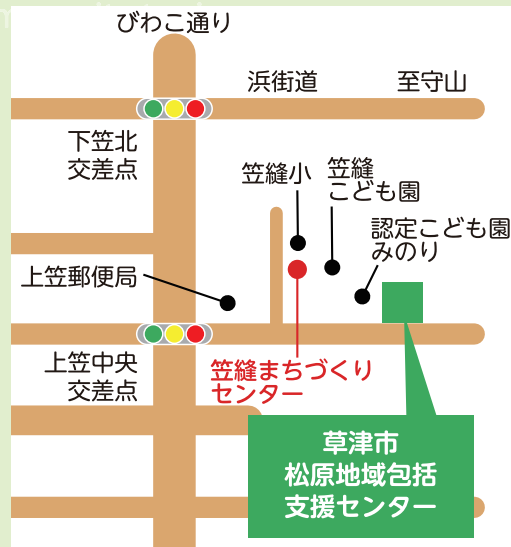 びわこ通り
浜街道
至守山
下笠北
交差点
笠縫小
笠縫
こども園
認定こども園
みのり
上笠郵便局
上笠中央
交差点
笠縫まちづくり
センター
草津市
松原地域包括
支援センター